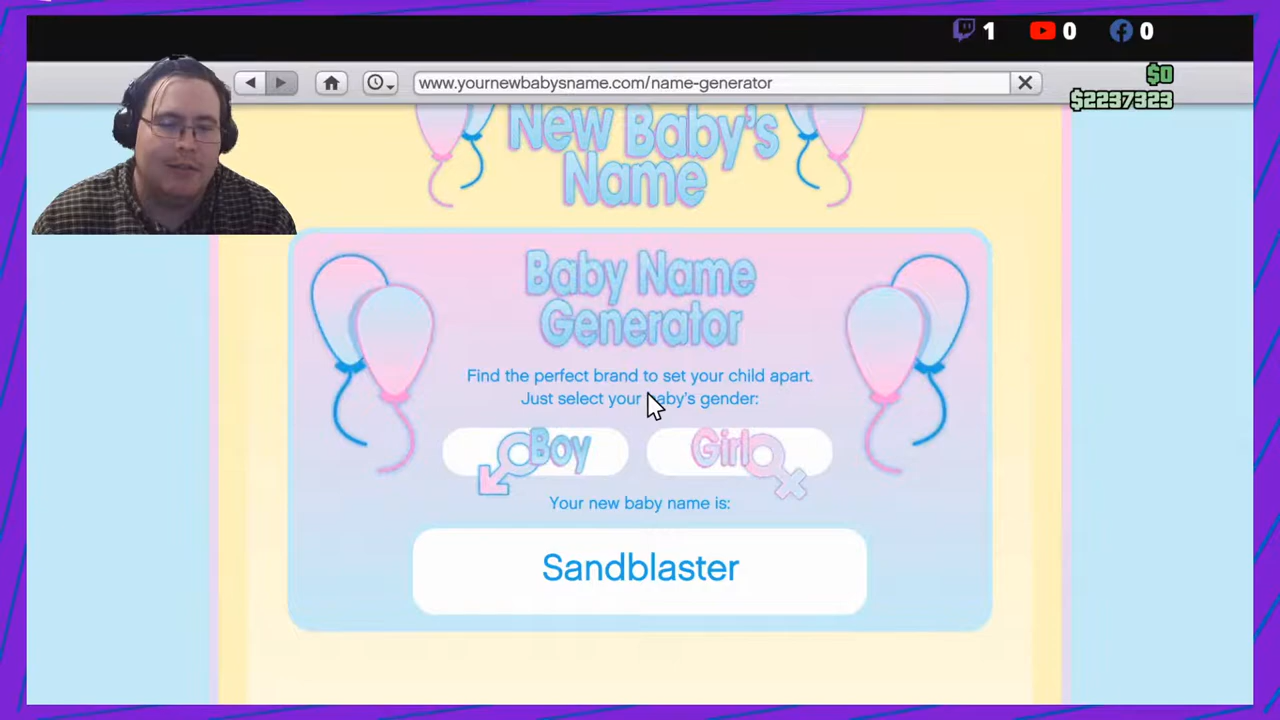 1 0 0
www.yournewbabysname.com/name-generator
$0
$2237323
New Baby's
Name
Baby Name
Generator
Find the perfect brand to set your child apart.
Just select your baby's gender:
Boy Girl
Your new baby name is:
Sandblaster